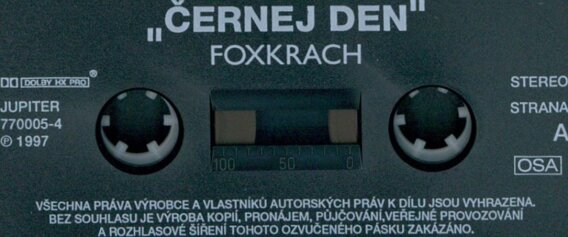 „ČERNEJ DEN"
FOXKRACH
DOLBY HX PRO®
STEREO
JUPITER
STRANA
770005-4
A
℗ 1997
OSA
100 50 0
VŠECHNA PRÁVA VÝROBCE A VLASTNÍKŮ AUTORSKÝCH PRÁV K DÍLU JSOU VYHRAZENA.
BEZ SOUHLASU JE VÝROBA KOPIÍ, PRONÁJEM, PŮJČOVÁNÍ,VEŘEJNÉ PROVOZOVÁNÍ
A ROZHLASOVÉ ŠÍŘENÍ TOHOTO OZVUČENÉHO PÁSKU ZAKÁZÁNO.